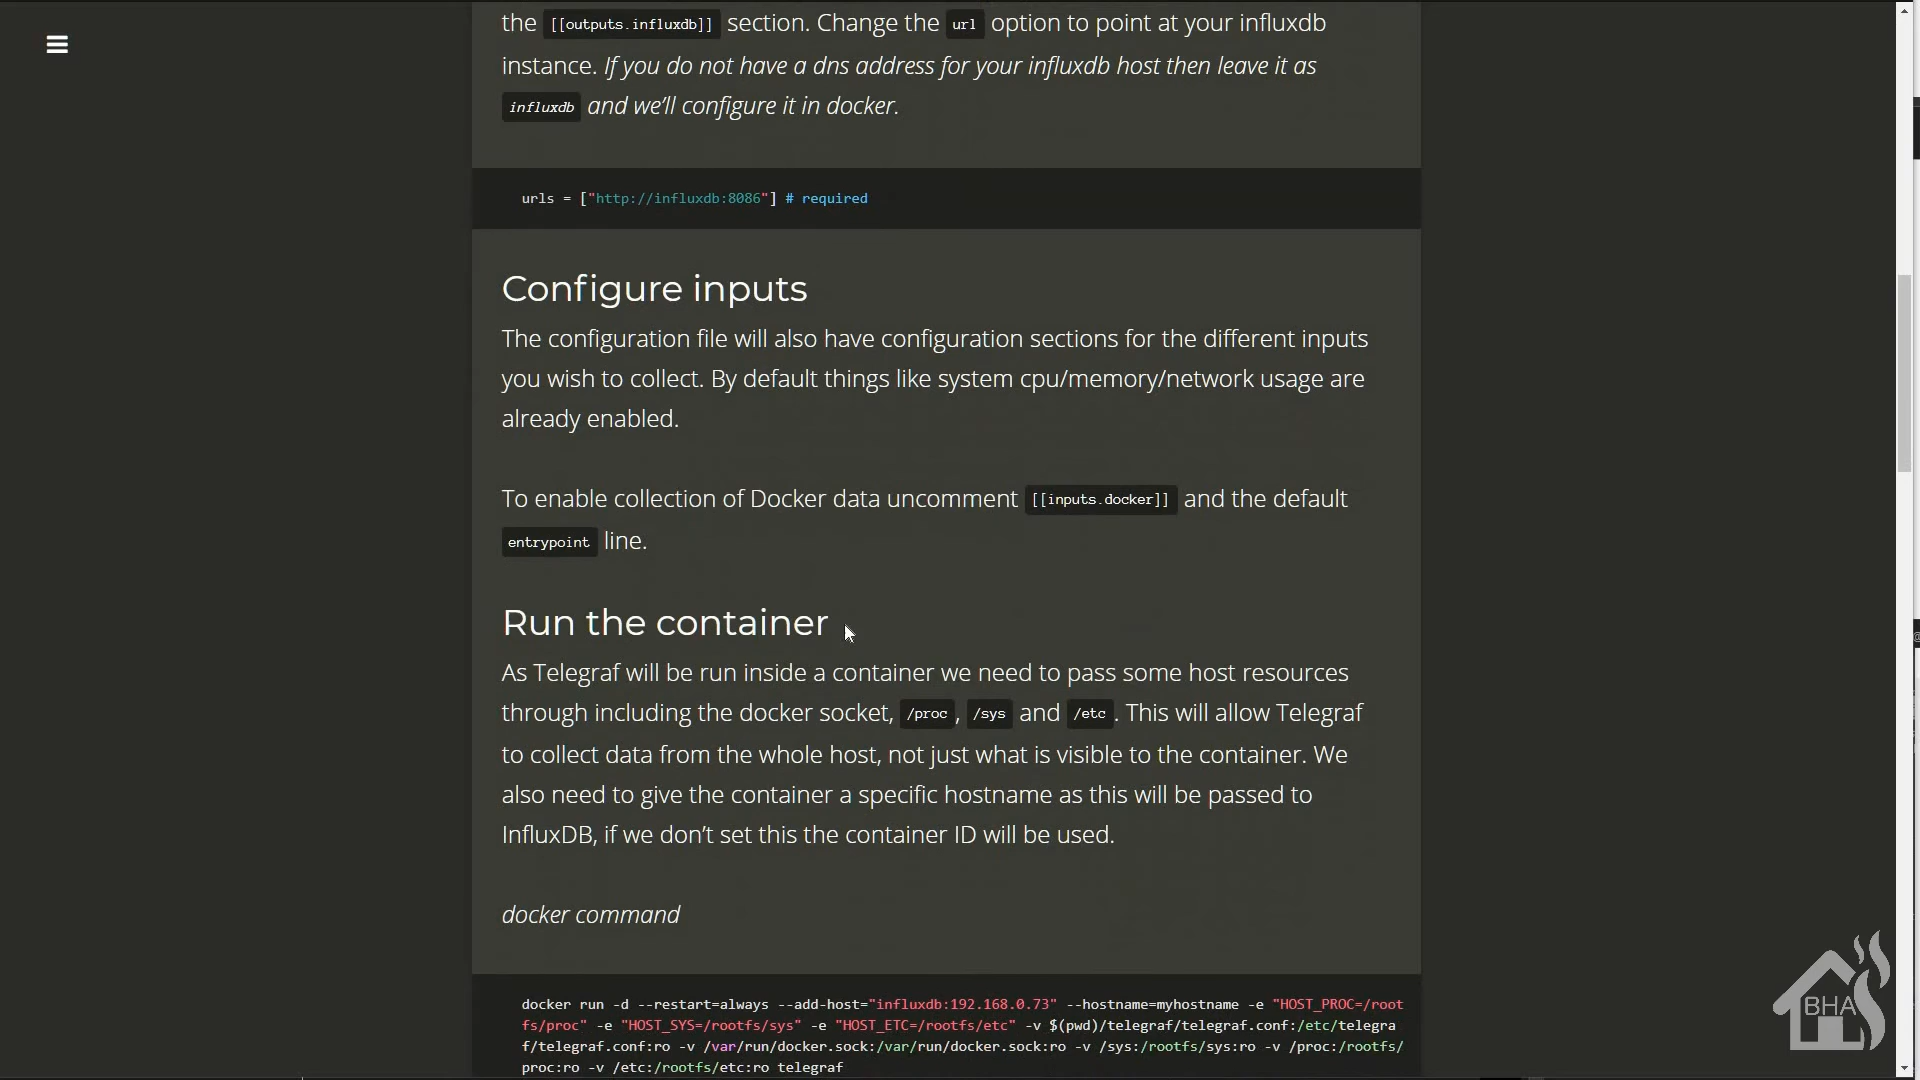 the [[outputs.influxdb]] section. Change the url option to point at your influxdb
instance. If you do not have a dns address for your influxdb host then leave it as
influxdb and we’ll configure it in docker.
urls = ["http://influxdb:8086"] # required
Configure inputs
The configuration file will also have configuration sections for the different inputs
you wish to collect. By default things like system cpu/memory/network usage are
already enabled.
To enable collection of Docker data uncomment [[inputs.docker]] and the default
entrypoint line.
Run the container
As Telegraf will be run inside a container we need to pass some host resources
through including the docker socket, /proc, /sys and /etc. This will allow Telegraf
to collect data from the whole host, not just what is visible to the container. We
also need to give the container a specific hostname as this will be passed to
InfluxDB, if we don’t set this the container ID will be used.
docker command
docker run -d --restart=always --add-host="influxdb:192.168.0.73" --hostname=myhostname -e "HOST_PROC=/root
fs/proc" -e "HOST_SYS=/rootfs/sys" -e "HOST_ETC=/rootfs/etc" -v $(pwd)/telegraf/telegraf.conf:/etc/telegra
f/telegraf.conf:ro -v /var/run/docker.sock:/var/run/docker.sock:ro -v /sys:/rootfs/sys:ro -v /proc:/rootfs/
proc:ro -v /etc:/rootfs/etc:ro telegraf
BHA